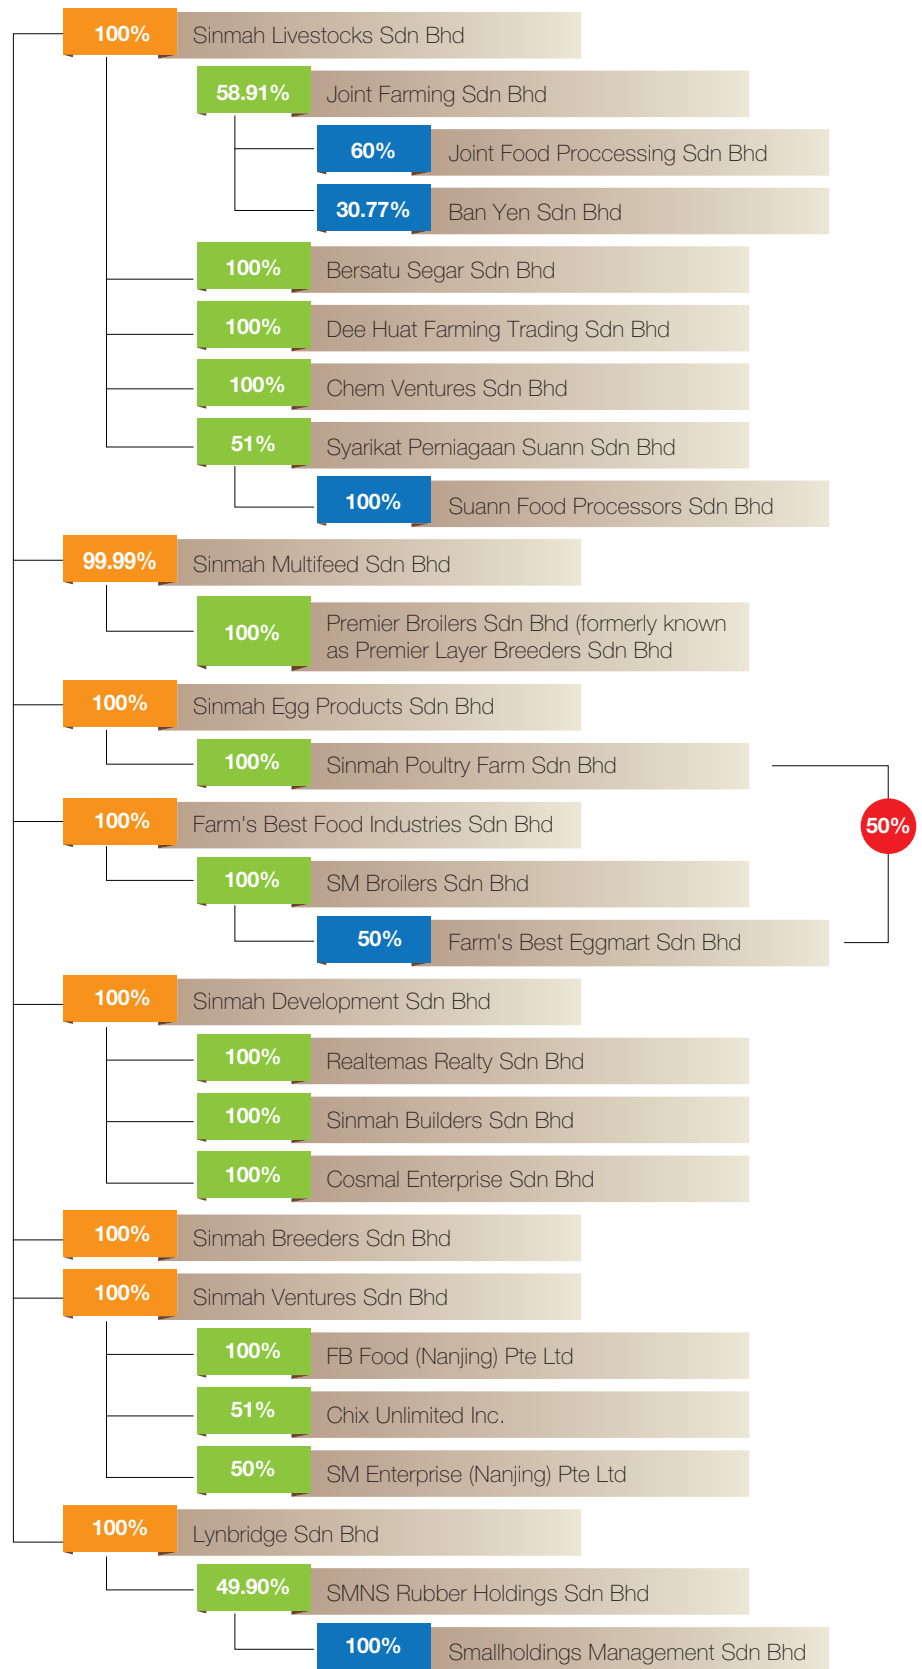 100% Sinmah Livestocks Sdn Bhd
58.91% Joint Farming Sdn Bhd
60% Joint Food Proccessing Sdn Bhd
30.77% Ban Yen Sdn Bhd
100% Bersatu Segar Sdn Bhd
100% Dee Huat Farming Trading Sdn Bhd
100% Chem Ventures Sdn Bhd
51% Syarikat Perniagaan Suann Sdn Bhd
100% Suann Food Processors Sdn Bhd
99.99% Sinmah Multifeed Sdn Bhd
100% Premier Broilers Sdn Bhd (formerly known
as Premier Layer Breeders Sdn Bhd
100% Sinmah Egg Products Sdn Bhd
100% Sinmah Poultry Farm Sdn Bhd
100% Farm's Best Food Industries Sdn Bhd
50%
100% SM Broilers Sdn Bhd
50% Farm's Best Eggmart Sdn Bhd
100% Sinmah Development Sdn Bhd
100% Realtemas Realty Sdn Bhd
100% Sinmah Builders Sdn Bhd
100% Cosmal Enterprise Sdn Bhd
100% Sinmah Breeders Sdn Bhd
100% Sinmah Ventures Sdn Bhd
100% FB Food (Nanjing) Pte Ltd
51% Chix Unlimited Inc.
50% SM Enterprise (Nanjing) Pte Ltd
100% Lynbridge Sdn Bhd
49.90% SMNS Rubber Holdings Sdn Bhd
100% Smallholdings Management Sdn Bhd